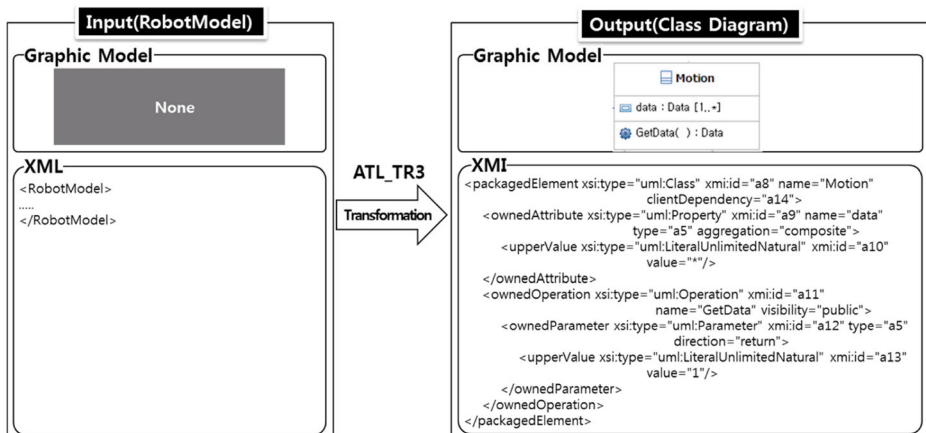 Input(RobotModel)
Graphic Model
None
XML
<RobotModel>
.....
</RobotModel>
ATL_TR3
Transformation
Output(Class Diagram)
Graphic Model
Motion
data : Data [1..*]
GetData( ) : Data
XMI
<packagedElement xsi:type="uml:Class" xmi:id="a8" name="Motion"
clientDependency="a14">
<ownedAttribute xsi:type="uml:Property" xmi:id="a9" name="data"
type="a5" aggregation="composite">
<upperValue xsi:type="uml:LiteralUnlimitedNatural" xmi:id="a10"
value="*"/>
</ownedAttribute>
<ownedOperation xsi:type="uml:Operation" xmi:id="a11"
name="GetData" visibility="public">
<ownedParameter xsi:type="uml:Parameter" xmi:id="a12" type="a5"
direction="return">
<upperValue xsi:type="uml:LiteralUnlimitedNatural" xmi:id="a13"
value="1"/>
</ownedParameter>
</ownedOperation>
</packagedElement>